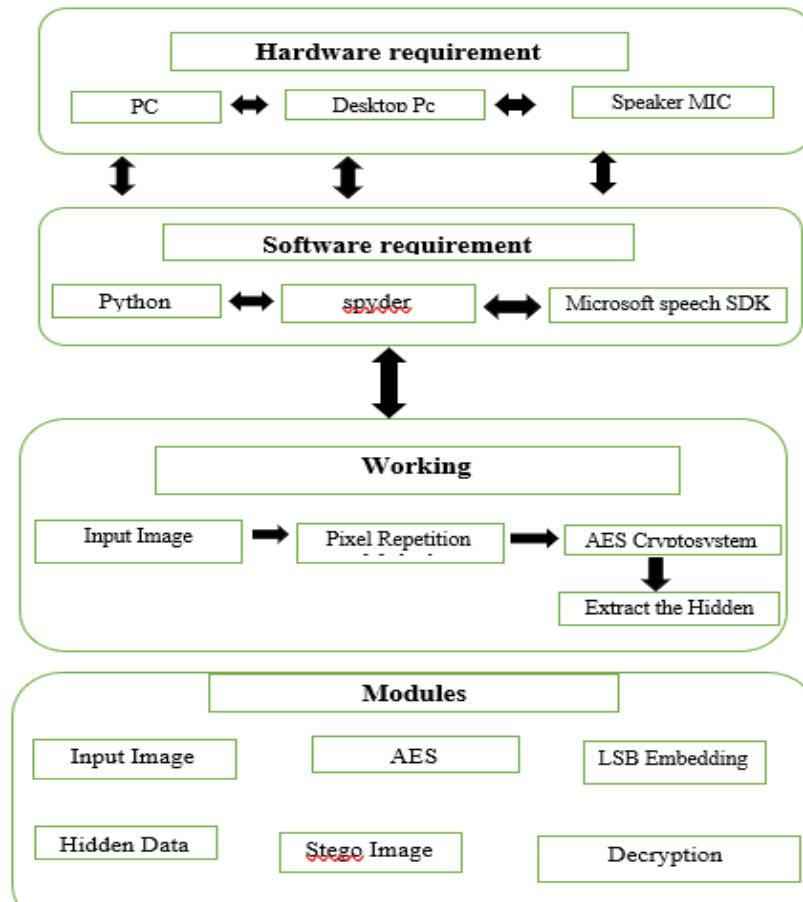 Hardware requirement
PC
Desktop Pc
Speaker MIC
Software requirement
Python
spyder
Microsoft speech SDK
Working
Input Image
Pixel Repetition
AES Cryptosystem
Extract the Hidden
Modules
Input Image
AES
LSB Embedding
Hidden Data
Stego Image
Decryption